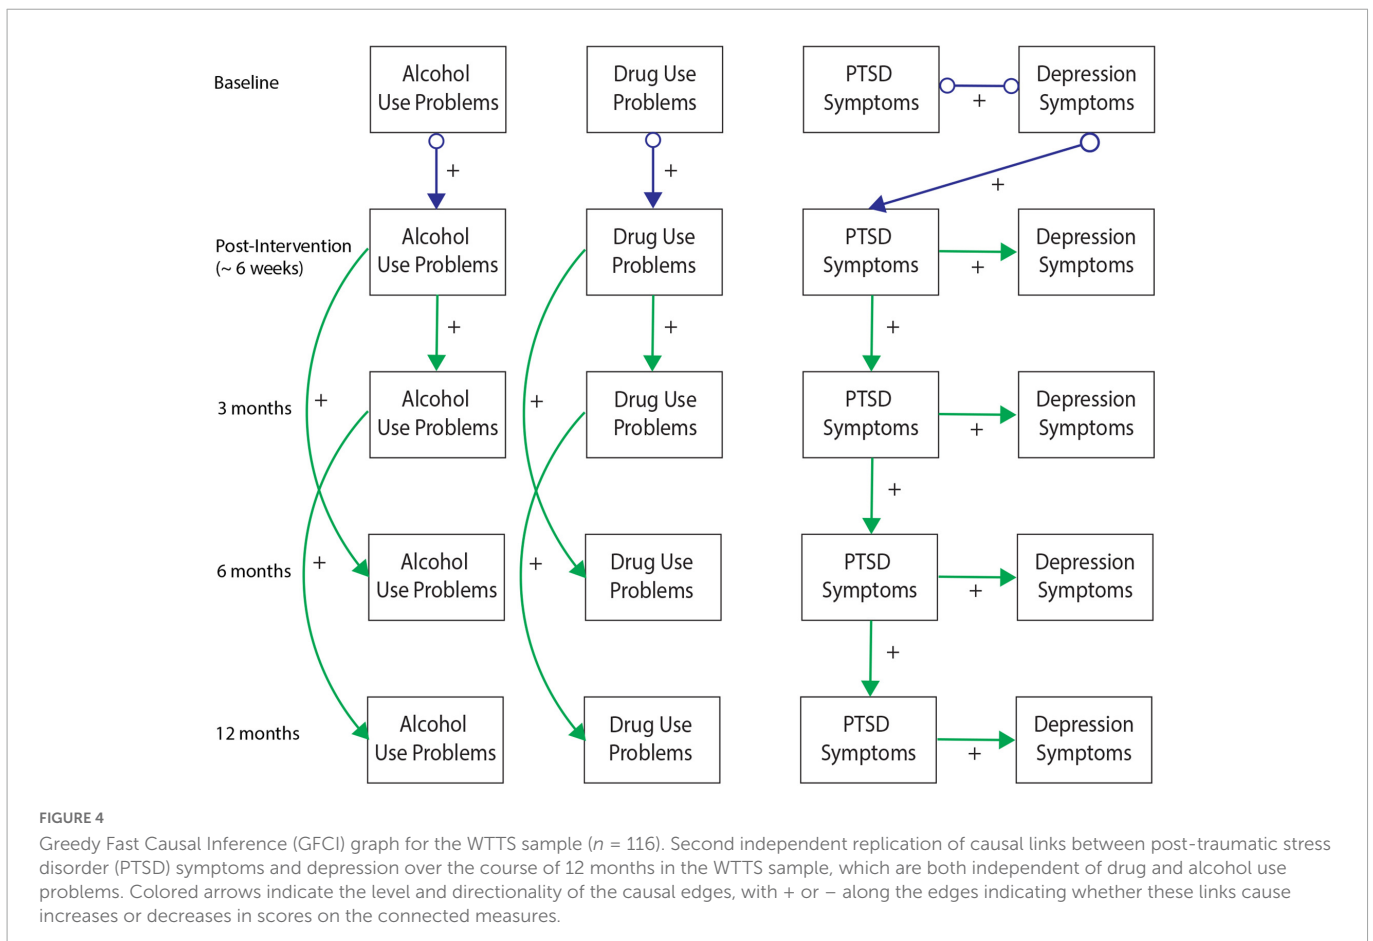 Baseline
Alcohol
Use Problems
Drug Use
Problems
PTSD
Symptoms
+
Depression
Symptoms
+
+
+
Post-Intervention
(~ 6 weeks)
Alcohol
Use Problems
Drug Use
Problems
PTSD
Symptoms
+
Depression
Symptoms
+
+
+
3 months
+
Alcohol
Use Problems
+
Drug Use
Problems
PTSD
Symptoms
+
Depression
Symptoms
+
6 months
+
Alcohol
Use Problems
+
Drug Use
Problems
PTSD
Symptoms
+
Depression
Symptoms
+
12 months
Alcohol
Use Problems
Drug Use
Problems
PTSD
Symptoms
+
Depression
Symptoms
FIGURE 4
Greedy Fast Causal Inference (GFCI) graph for the WTTS sample (n = 116). Second independent replication of causal links between post-traumatic stress
disorder (PTSD) symptoms and depression over the course of 12 months in the WTTS sample, which are both independent of drug and alcohol use
problems. Colored arrows indicate the level and directionality of the causal edges, with + or – along the edges indicating whether these links cause
increases or decreases in scores on the connected measures.